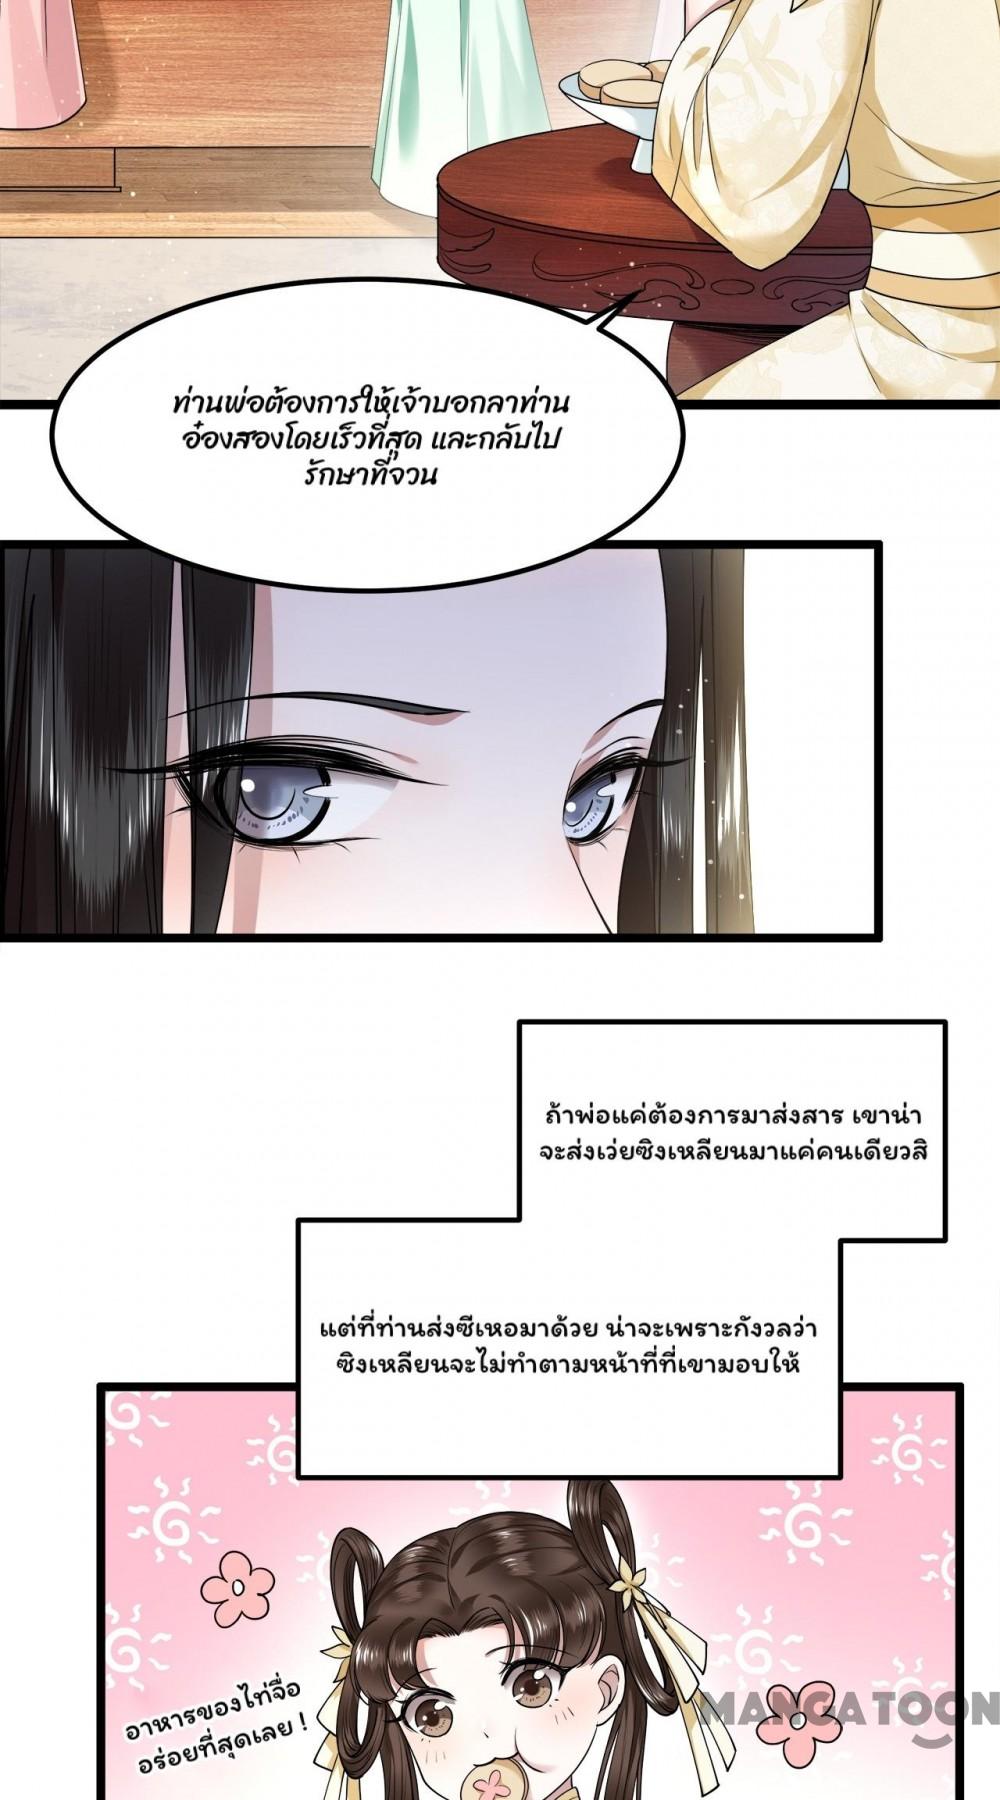 ท่านพ่อต้องการให้เจ้าบอกลาท่าน
อ๋องสองโดยเร็วที่สุด และกลับไป
รักษาที่จวน
ถ้าพ่อแค่ต้องการมาส่งสาร เขาน่า
จะส่งเว่ยซิงเหลียนมาแค่คนเดียวสิ
แต่ที่ท่านส่งซีเหอมาด้วย น่าจะเพราะกังวลว่า
ซิงเหลียนจะไม่ทำตามหน้าที่ที่เขามอบให้
อาหารของไท่จื่อ
อร่อยที่สุดเลย !
MANGATOON